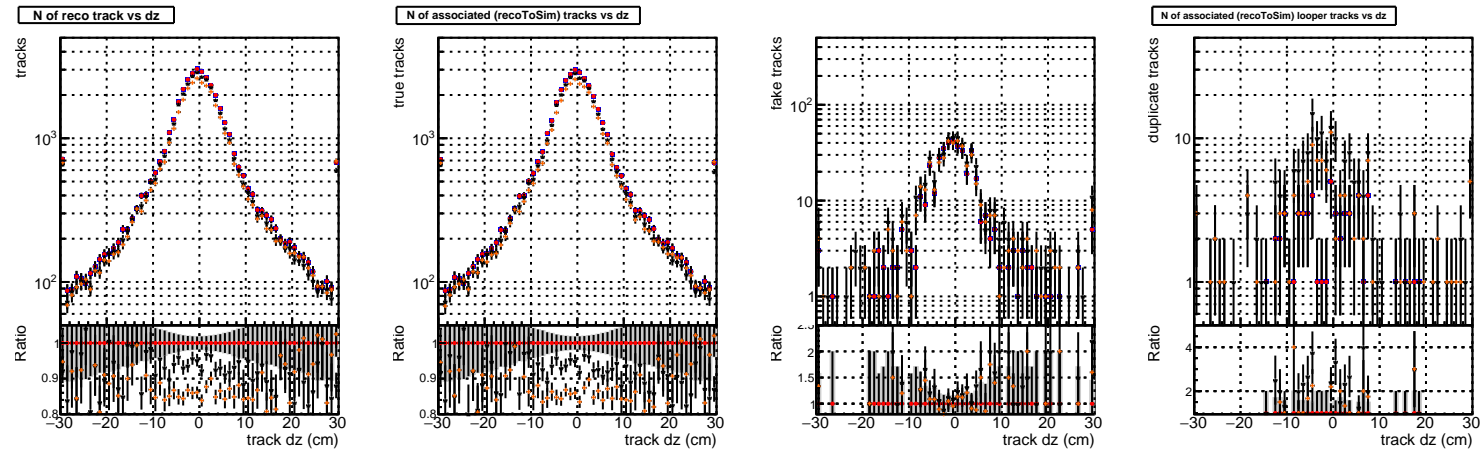 N of reco track vs dz
tracks
10³
10²
Ratio
1
0.9
0.8
−30 −20 −10 0 10 20 30
track dz (cm)
N of associated (recoToSim) tracks vs dz
true tracks
10³
10²
Ratio
1
0.9
0.8
−30 −20 −10 0 10 20 30
track dz (cm)
fake tracks
10²
10
1
Ratio
2.5
2
1.5
1
−30 −20 −10 0 10 20 30
track dz (cm)
N of associated (recoToSim) looper tracks vs dz
duplicate tracks
10
1
Ratio
4
2
−30 −20 −10 0 10 20 30
track dz (cm)